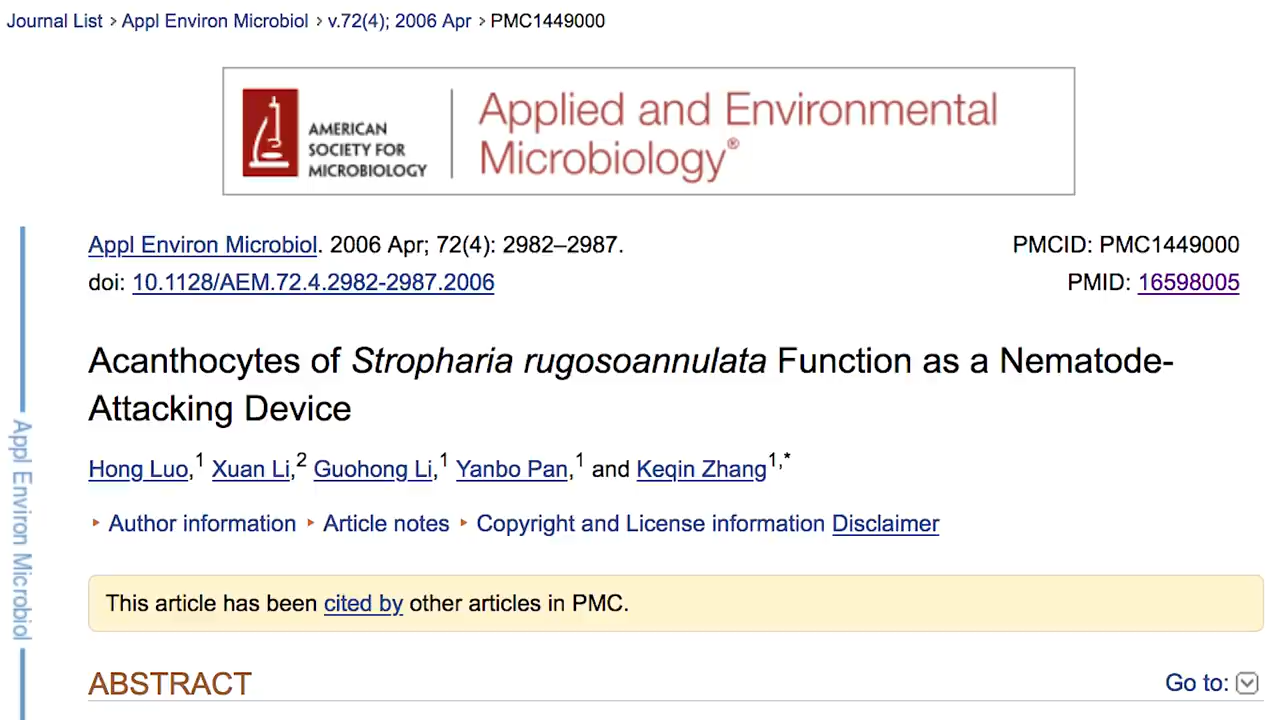 Journal List > Appl Environ Microbiol > v.72(4); 2006 Apr > PMC1449000
AMERICAN
SOCIETY FOR
MICROBIOLOGY
Applied and Environmental
Microbiology®
Appl Environ Microbiol. 2006 Apr; 72(4): 2982–2987.
PMCID: PMC1449000
doi: 10.1128/AEM.72.4.2982-2987.2006
PMID: 16598005
Acanthocytes of Stropharia rugosoannulata Function as a Nematode-
Attacking Device
Hong Luo,1 Xuan Li,2 Guohong Li,1 Yanbo Pan,1 and Keqin Zhang1,*
▸ Author information ▸ Article notes ▸ Copyright and License information Disclaimer
This article has been cited by other articles in PMC.
ABSTRACT
Go to:
Appl Environ Microbiol